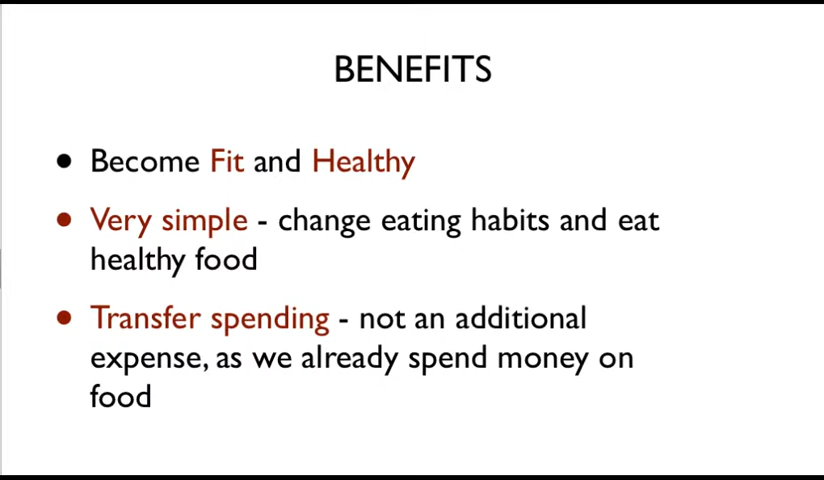 BENEFITS
• Become Fit and Healthy
• Very simple - change eating habits and eat
healthy food
• Transfer spending - not an additional
expense, as we already spend money on
food